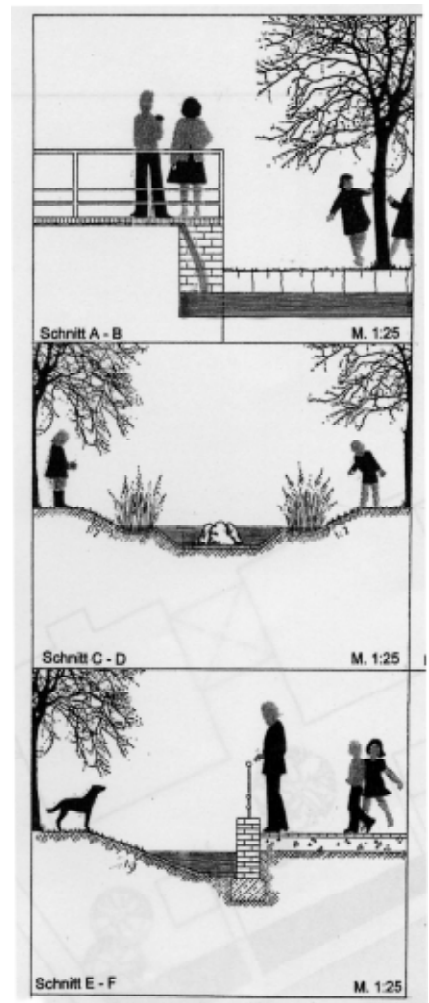 Schnitt A - B
M. 1:25
Schnitt C - D
M. 1:25
Schnitt E - F
M. 1:25